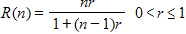 R(n) = nr / 1+(n−1)r  0<r≤1